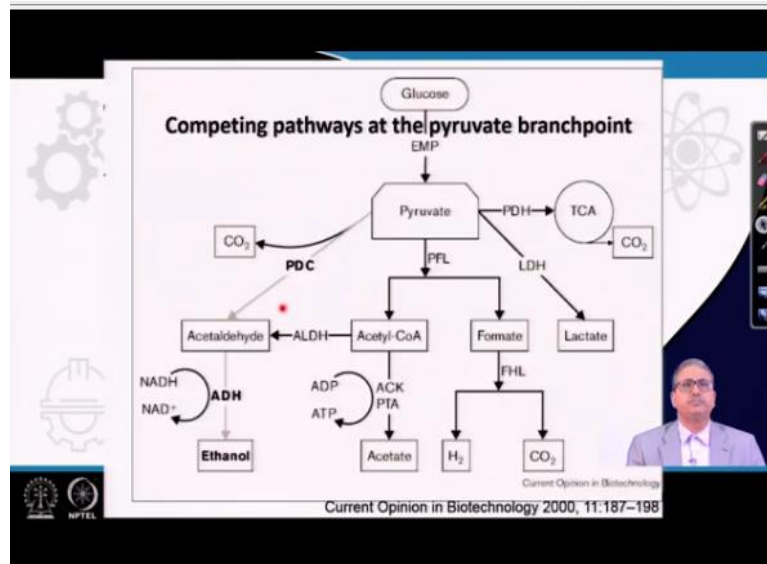 Glucose
Competing pathways at the pyruvate branchpoint
EMP
Pyruvate
PDH
TCA
CO₂
CO₂
PDC
PFL
LDH
Acetaldehyde
ALDH
Acetyl-CoA
Formate
Lactate
NADH
NAD⁺
ADH
ADP
ATP
ACK
PTA
FHL
Ethanol
Acetate
H₂
CO₂
Current Opinion in Biotechnology
Current Opinion in Biotechnology 2000, 11:187–198
NPTEL